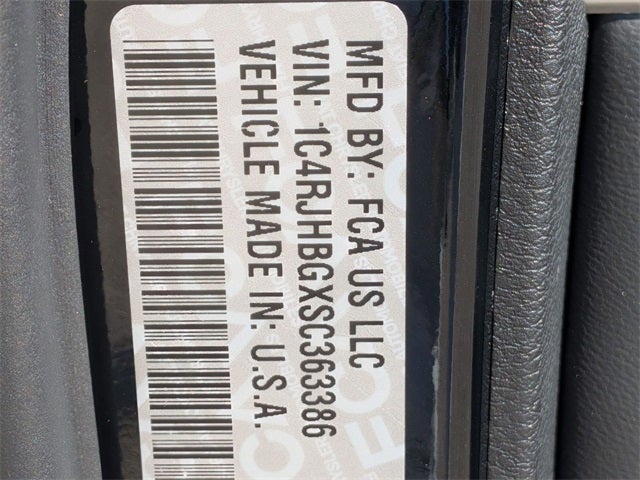 MFD BY: FCA US LLC
VIN: 1C4RJHBGXSC363386
VEHICLE MADE IN: U.S.A.